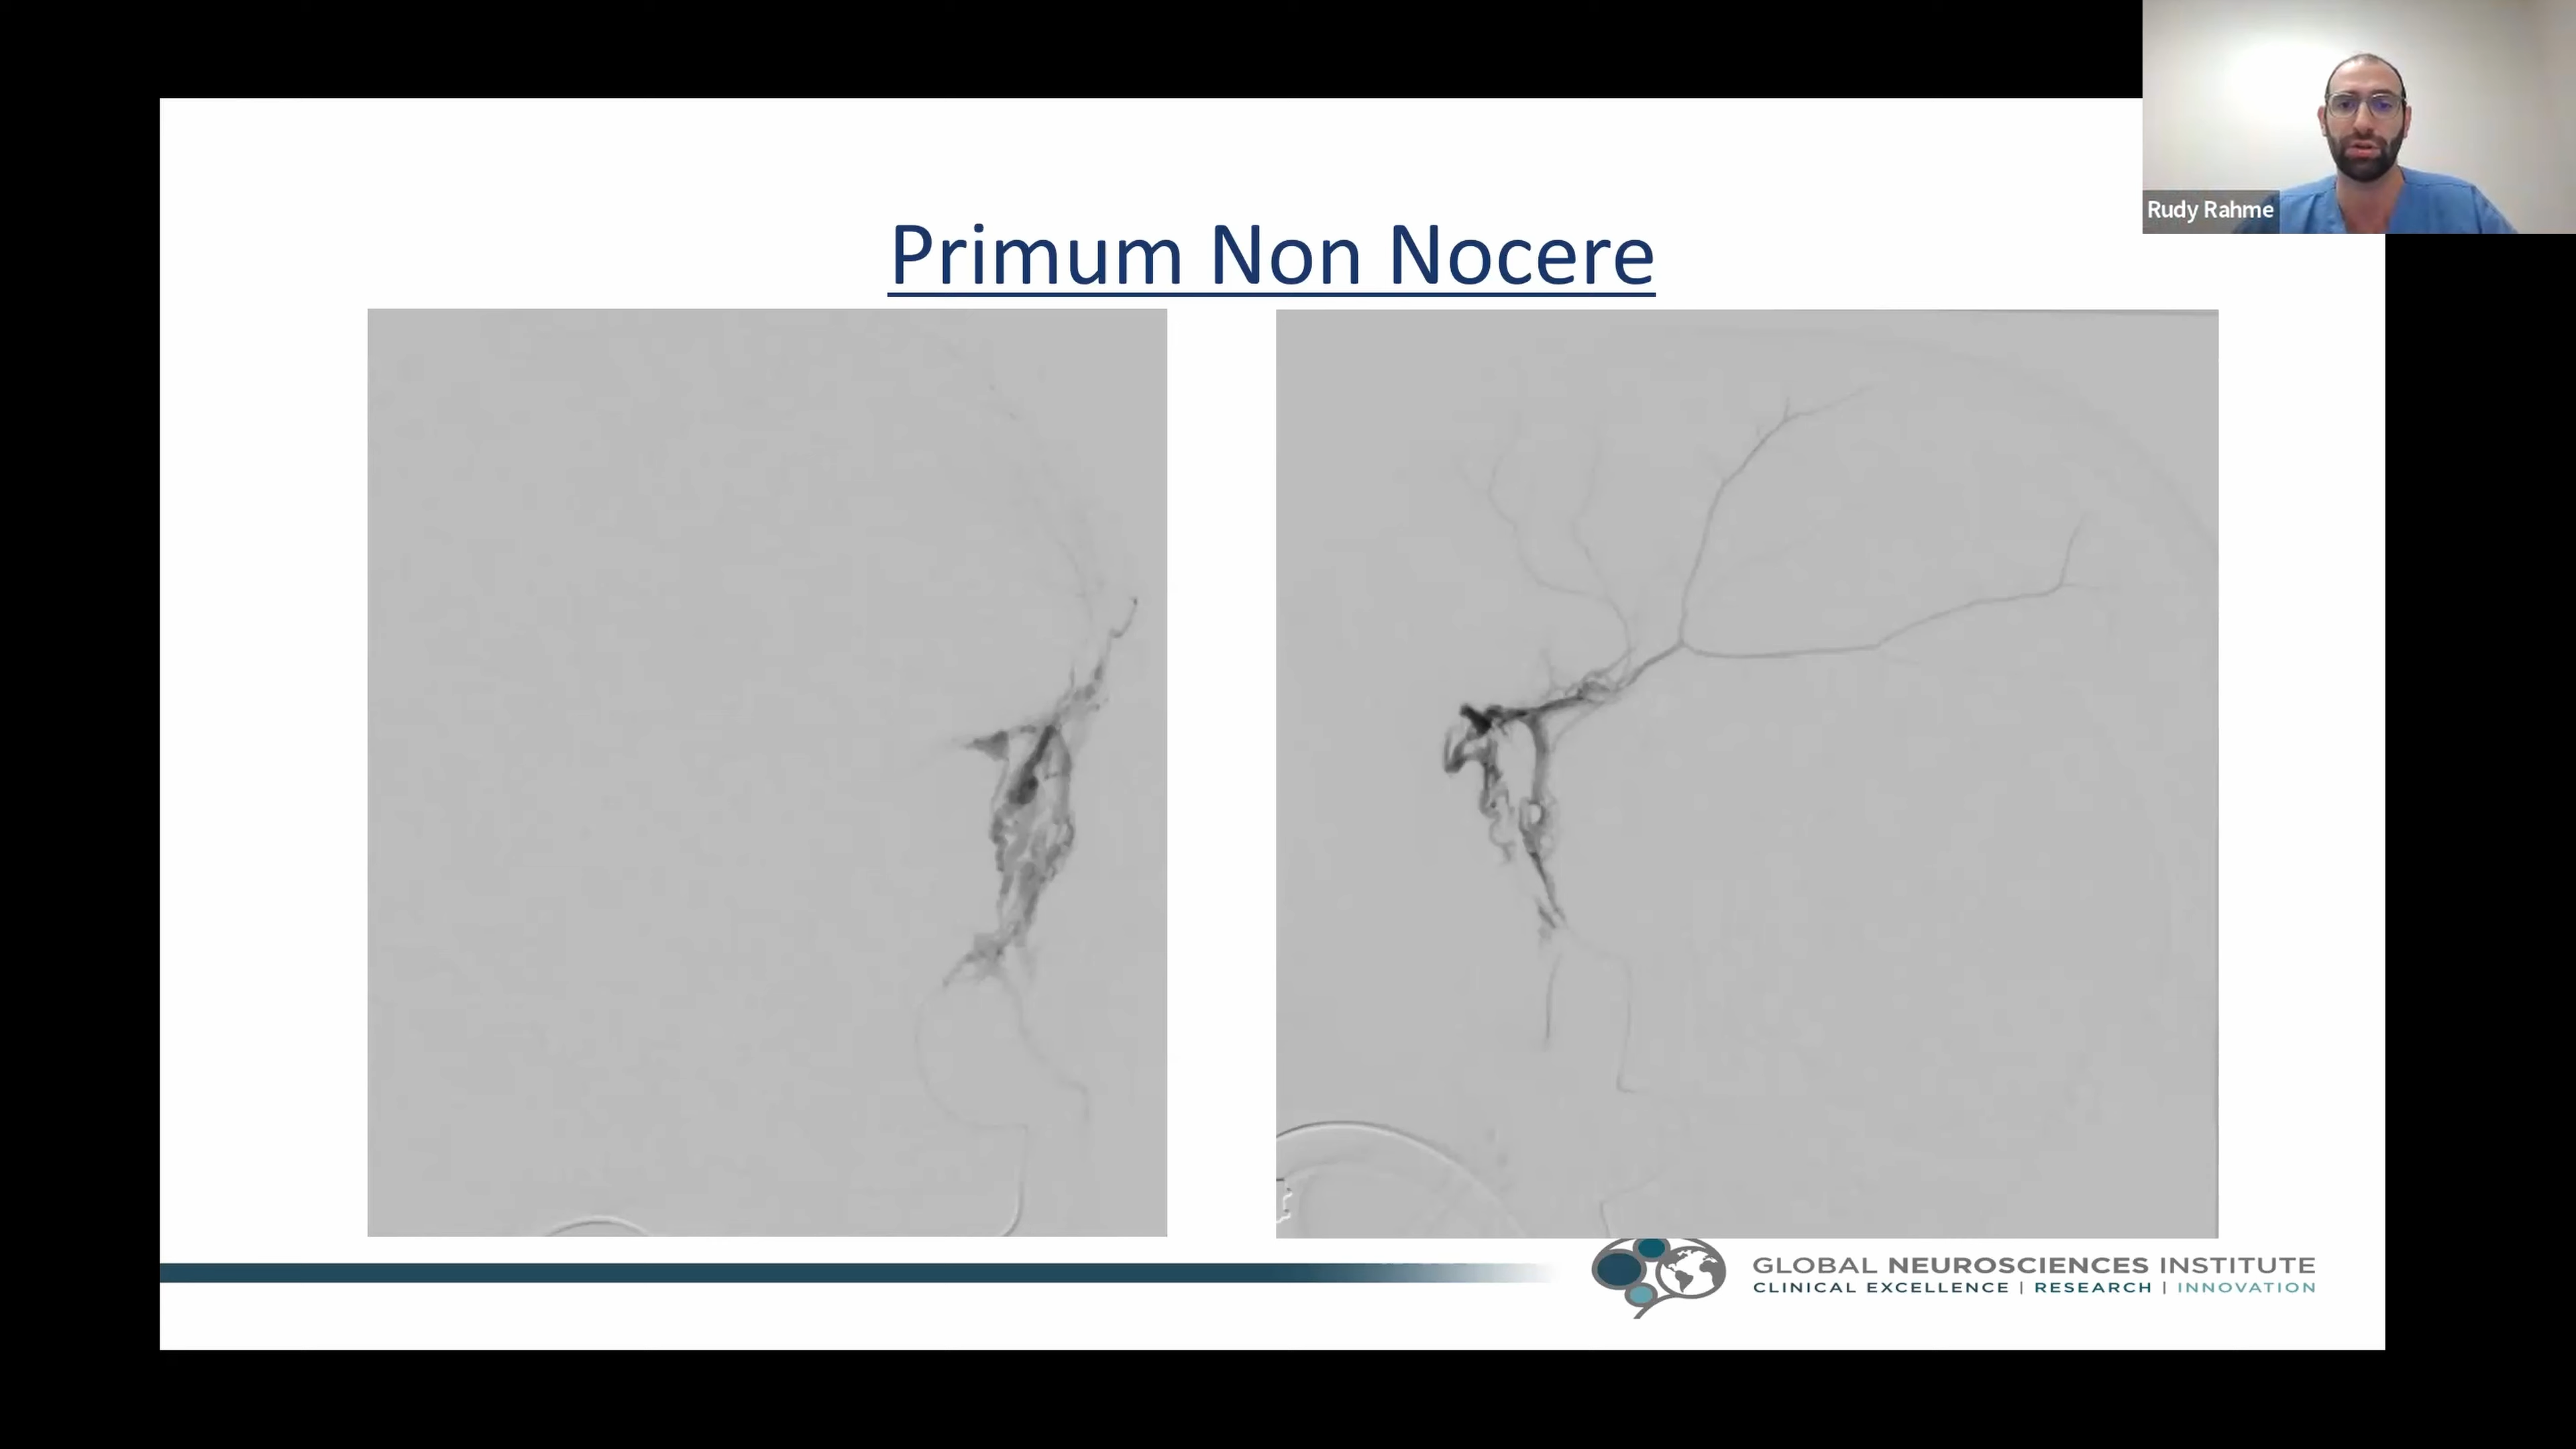 Rudy Rahme
Primum Non Nocere
GLOBAL NEUROSCIENCES INSTITUTE
CLINICAL EXCELLENCE | RESEARCH | INNOVATION